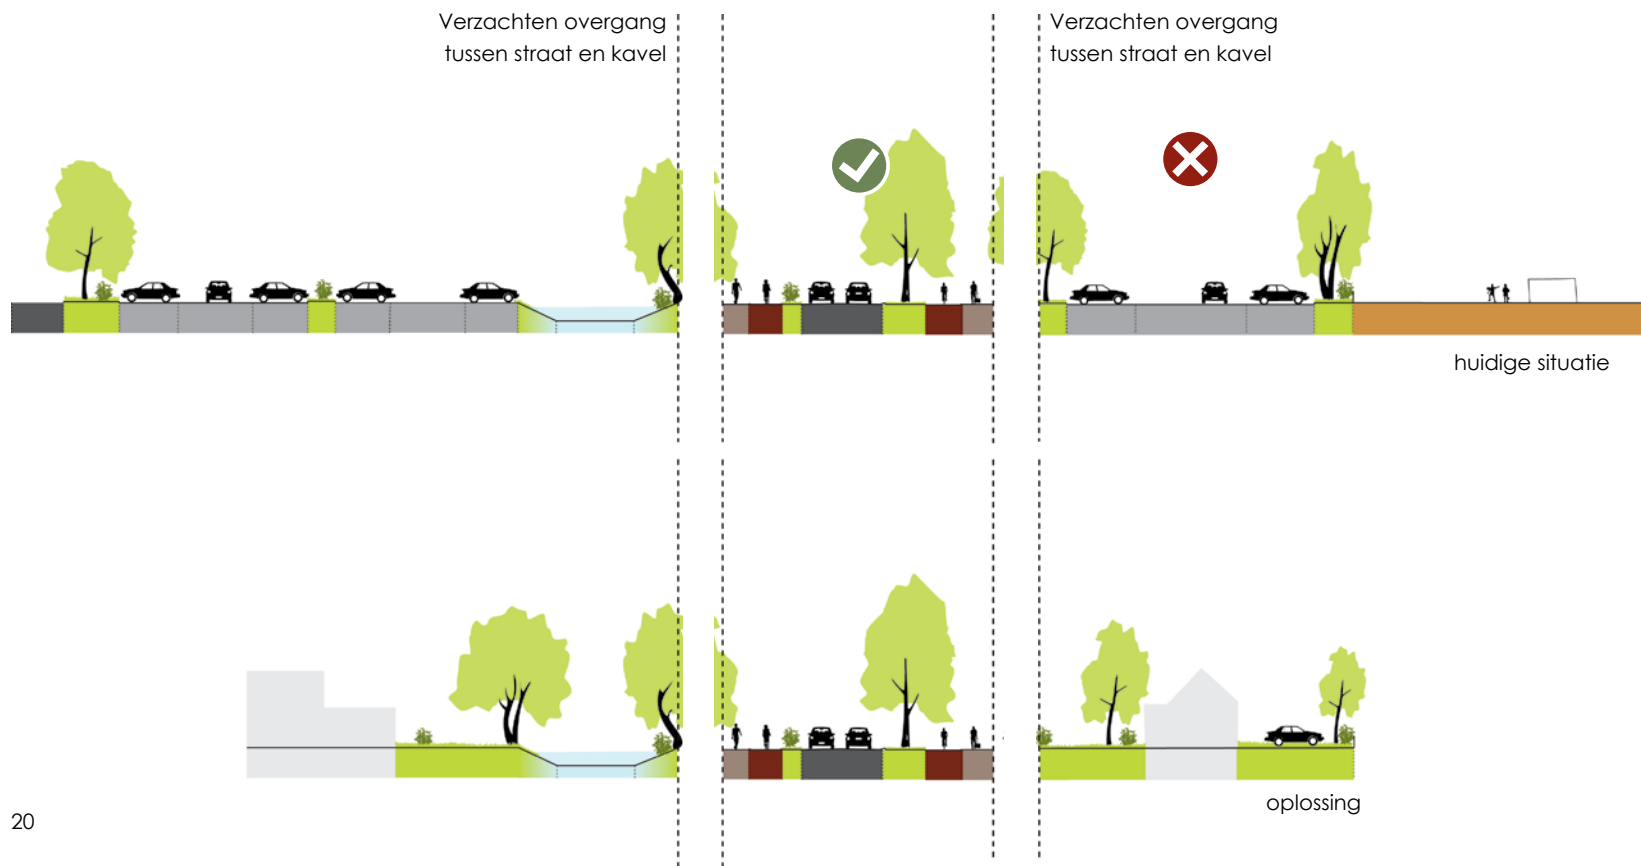 Verzachten overgang
tussen straat en kavel
Verzachten overgang
tussen straat en kavel
huidige situatie
oplossing
20